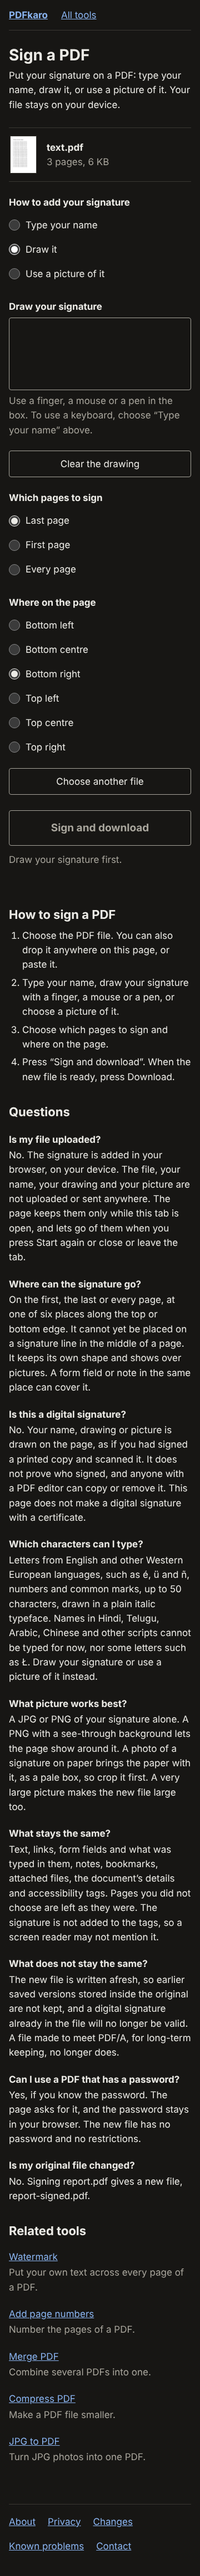 PDFkaro All tools
Sign a PDF
Put your signature on a PDF: type your
name, draw it, or use a picture of it. Your
file stays on your device.
text.pdf
3 pages, 6 KB
How to add your signature
Type your name
Draw it
Use a picture of it
Draw your signature
Use a finger, a mouse or a pen in the
box. To use a keyboard, choose “Type
your name” above.
Clear the drawing
Which pages to sign
Last page
First page
Every page
Where on the page
Bottom left
Bottom centre
Bottom right
Top left
Top centre
Top right
Choose another file
Sign and download
Draw your signature first.
How to sign a PDF
1. Choose the PDF file. You can also
drop it anywhere on this page, or
paste it.
2. Type your name, draw your signature
with a finger, a mouse or a pen, or
choose a picture of it.
3. Choose which pages to sign and
where on the page.
4. Press “Sign and download”. When the
new file is ready, press Download.
Questions
Is my file uploaded?
No. The signature is added in your
browser, on your device. The file, your
name, your drawing and your picture are
not uploaded or sent anywhere. The
page keeps them only while this tab is
open, and lets go of them when you
press Start again or close or leave the
tab.
Where can the signature go?
On the first, the last or every page, at
one of six places along the top or
bottom edge. It cannot yet be placed on
a signature line in the middle of a page.
It keeps its own shape and shows over
pictures. A form field or note in the same
place can cover it.
Is this a digital signature?
No. Your name, drawing or picture is
drawn on the page, as if you had signed
a printed copy and scanned it. It does
not prove who signed, and anyone with
a PDF editor can copy or remove it. This
page does not make a digital signature
with a certificate.
Which characters can I type?
Letters from English and other Western
European languages, such as é, ü and ñ,
numbers and common marks, up to 50
characters, drawn in a plain italic
typeface. Names in Hindi, Telugu,
Arabic, Chinese and other scripts cannot
be typed for now, nor some letters such
as Ł. Draw your signature or use a
picture of it instead.
What picture works best?
A JPG or PNG of your signature alone. A
PNG with a see-through background lets
the page show around it. A photo of a
signature on paper brings the paper with
it, as a pale box, so crop it first. A very
large picture makes the new file large
too.
What stays the same?
Text, links, form fields and what was
typed in them, notes, bookmarks,
attached files, the document’s details
and accessibility tags. Pages you did not
choose are left as they were. The
signature is not added to the tags, so a
screen reader may not mention it.
What does not stay the same?
The new file is written afresh, so earlier
saved versions stored inside the original
are not kept, and a digital signature
already in the file will no longer be valid.
A file made to meet PDF/A, for long-term
keeping, no longer does.
Can I use a PDF that has a password?
Yes, if you know the password. The
page asks for it, and the password stays
in your browser. The new file has no
password and no restrictions.
Is my original file changed?
No. Signing report.pdf gives a new file,
report-signed.pdf.
Related tools
Watermark
Put your own text across every page of
a PDF.
Add page numbers
Number the pages of a PDF.
Merge PDF
Combine several PDFs into one.
Compress PDF
Make a PDF file smaller.
JPG to PDF
Turn JPG photos into one PDF.
About Privacy Changes
Known problems Contact